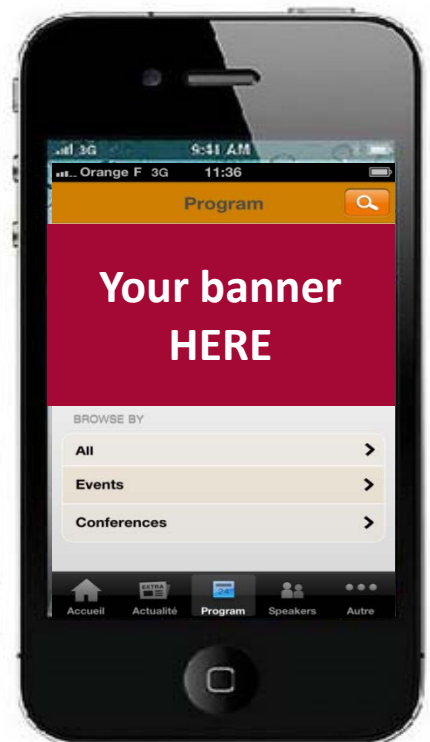 3G 9:41 AM
Orange F 3G 11:36
Program
Your banner
HERE
BROWSE BY
All
Events
Conferences
EXTRA
24
Accueil Actualité Program Speakers Autre